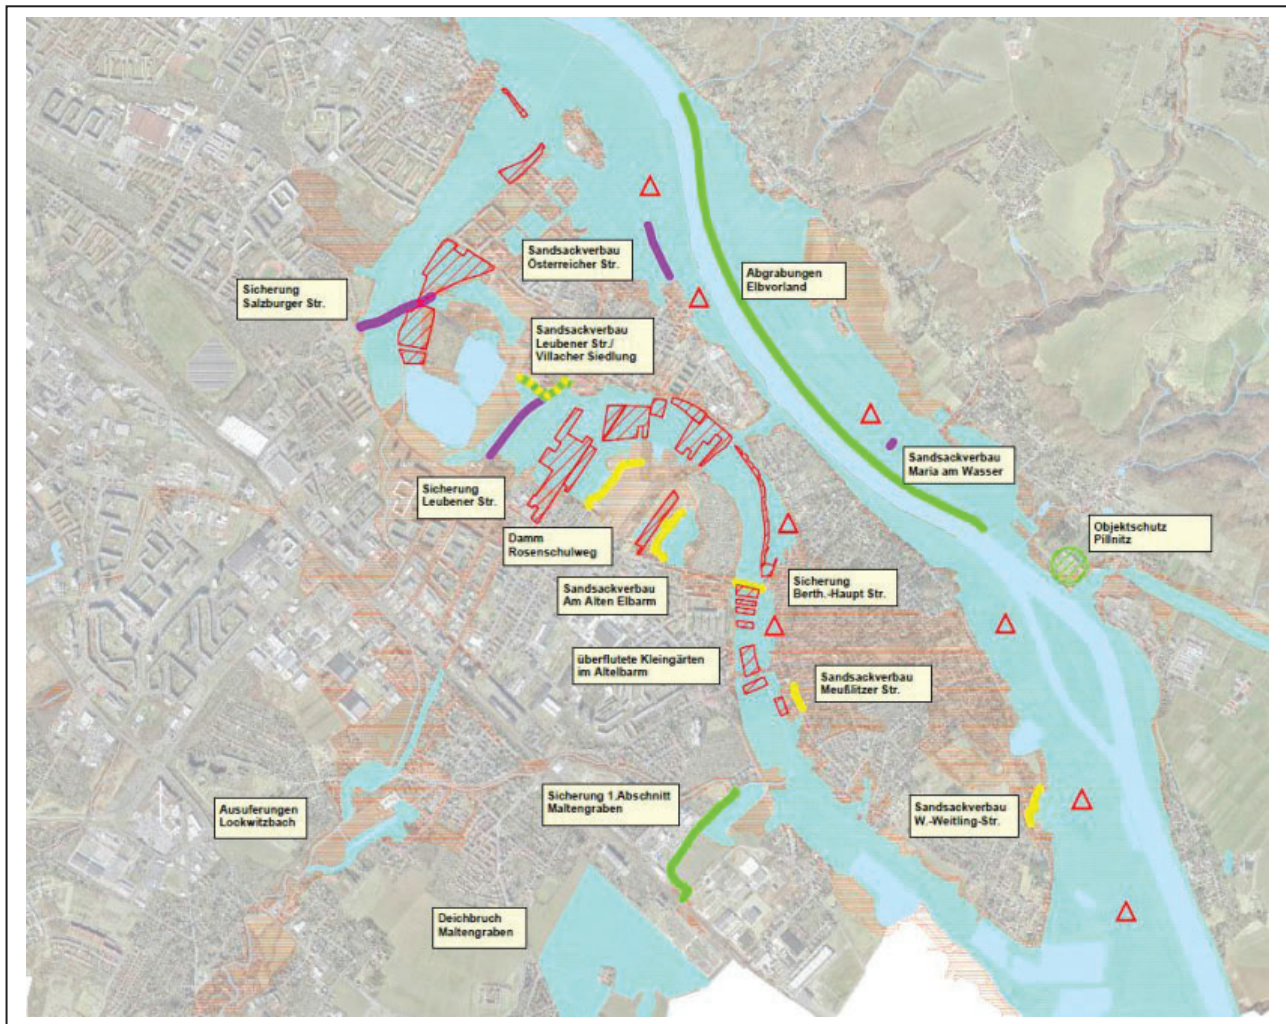 Sandsackverbau
Österreicher Str.
Sicherung
Salzburger Str.
Abgrabungen
Elbvorland
Sandsackverbau
Leubener Str./
Villacher Siedlung
Sandsackverbau
Maria am Wasser
Sicherung
Leubener Str.
Damm
Rosenschulweg
Objektschutz
Pillnitz
Sandsackverbau
Am Alten Elbarm
Sicherung
Berth.-Haupt Str.
überflutete Kleingärten
im Altelbarm
Sandsackverbau
Meußlitzer Str.
Ausuferungen
Lockwitzbach
Sicherung 1.Abschnitt
Maltengraben
Sandsackverbau
W.-Weitling-Str.
Deichbruch
Maltengraben